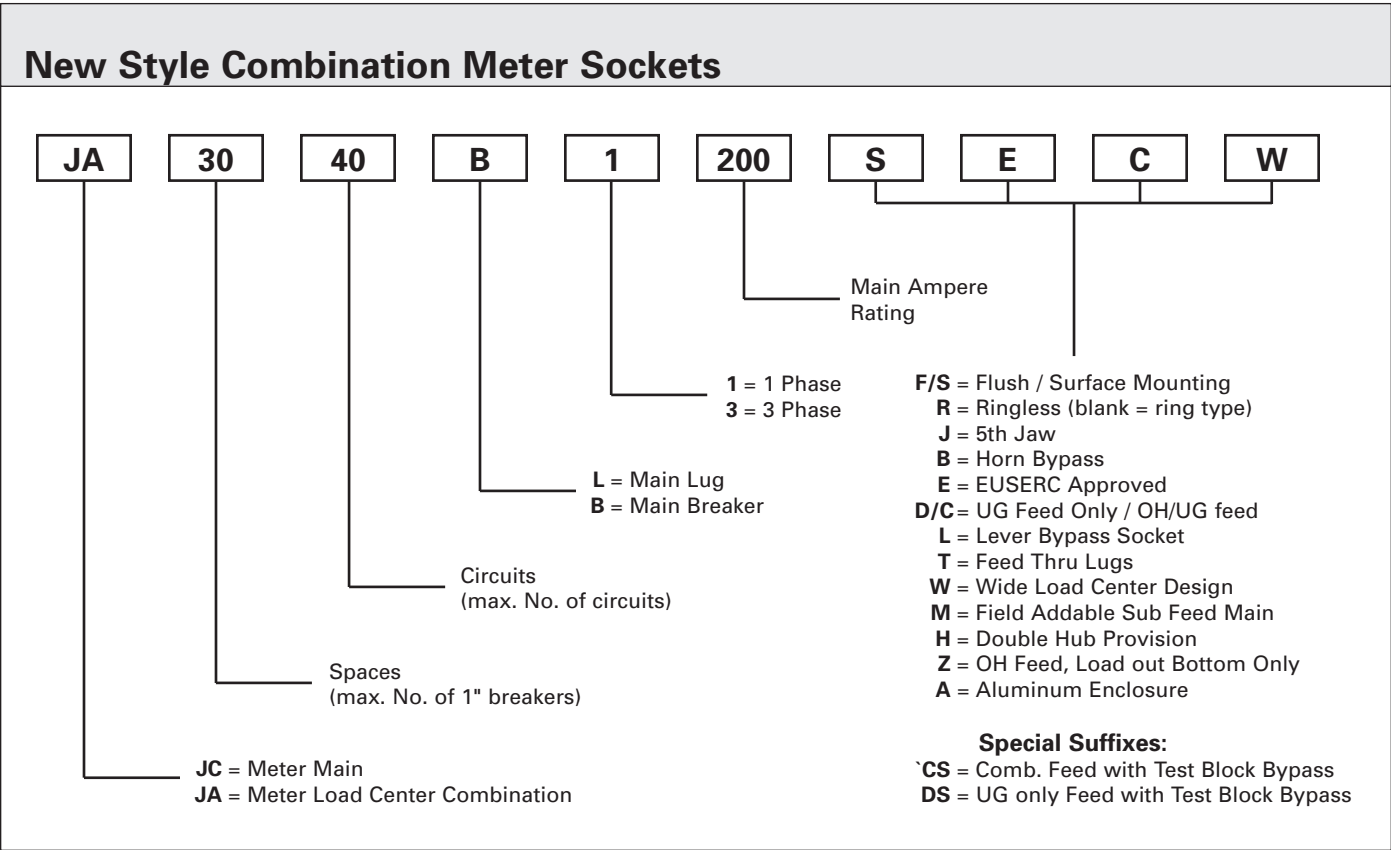 New Style Combination Meter Sockets
JA 30 40 B 1 200 S E C W
Main Ampere
Rating
1 = 1 Phase
3 = 3 Phase
L = Main Lug
B = Main Breaker
Circuits
(max. No. of circuits)
Spaces
(max. No. of 1" breakers)
JC = Meter Main
JA = Meter Load Center Combination
F/S = Flush / Surface Mounting
R = Ringless (blank = ring type)
J = 5th Jaw
B = Horn Bypass
E = EUSERC Approved
D/C= UG Feed Only / OH/UG feed
L = Lever Bypass Socket
T = Feed Thru Lugs
W = Wide Load Center Design
M = Field Addable Sub Feed Main
H = Double Hub Provision
Z = OH Feed, Load out Bottom Only
A = Aluminum Enclosure
Special Suffixes:
`CS = Comb. Feed with Test Block Bypass
DS = UG only Feed with Test Block Bypass